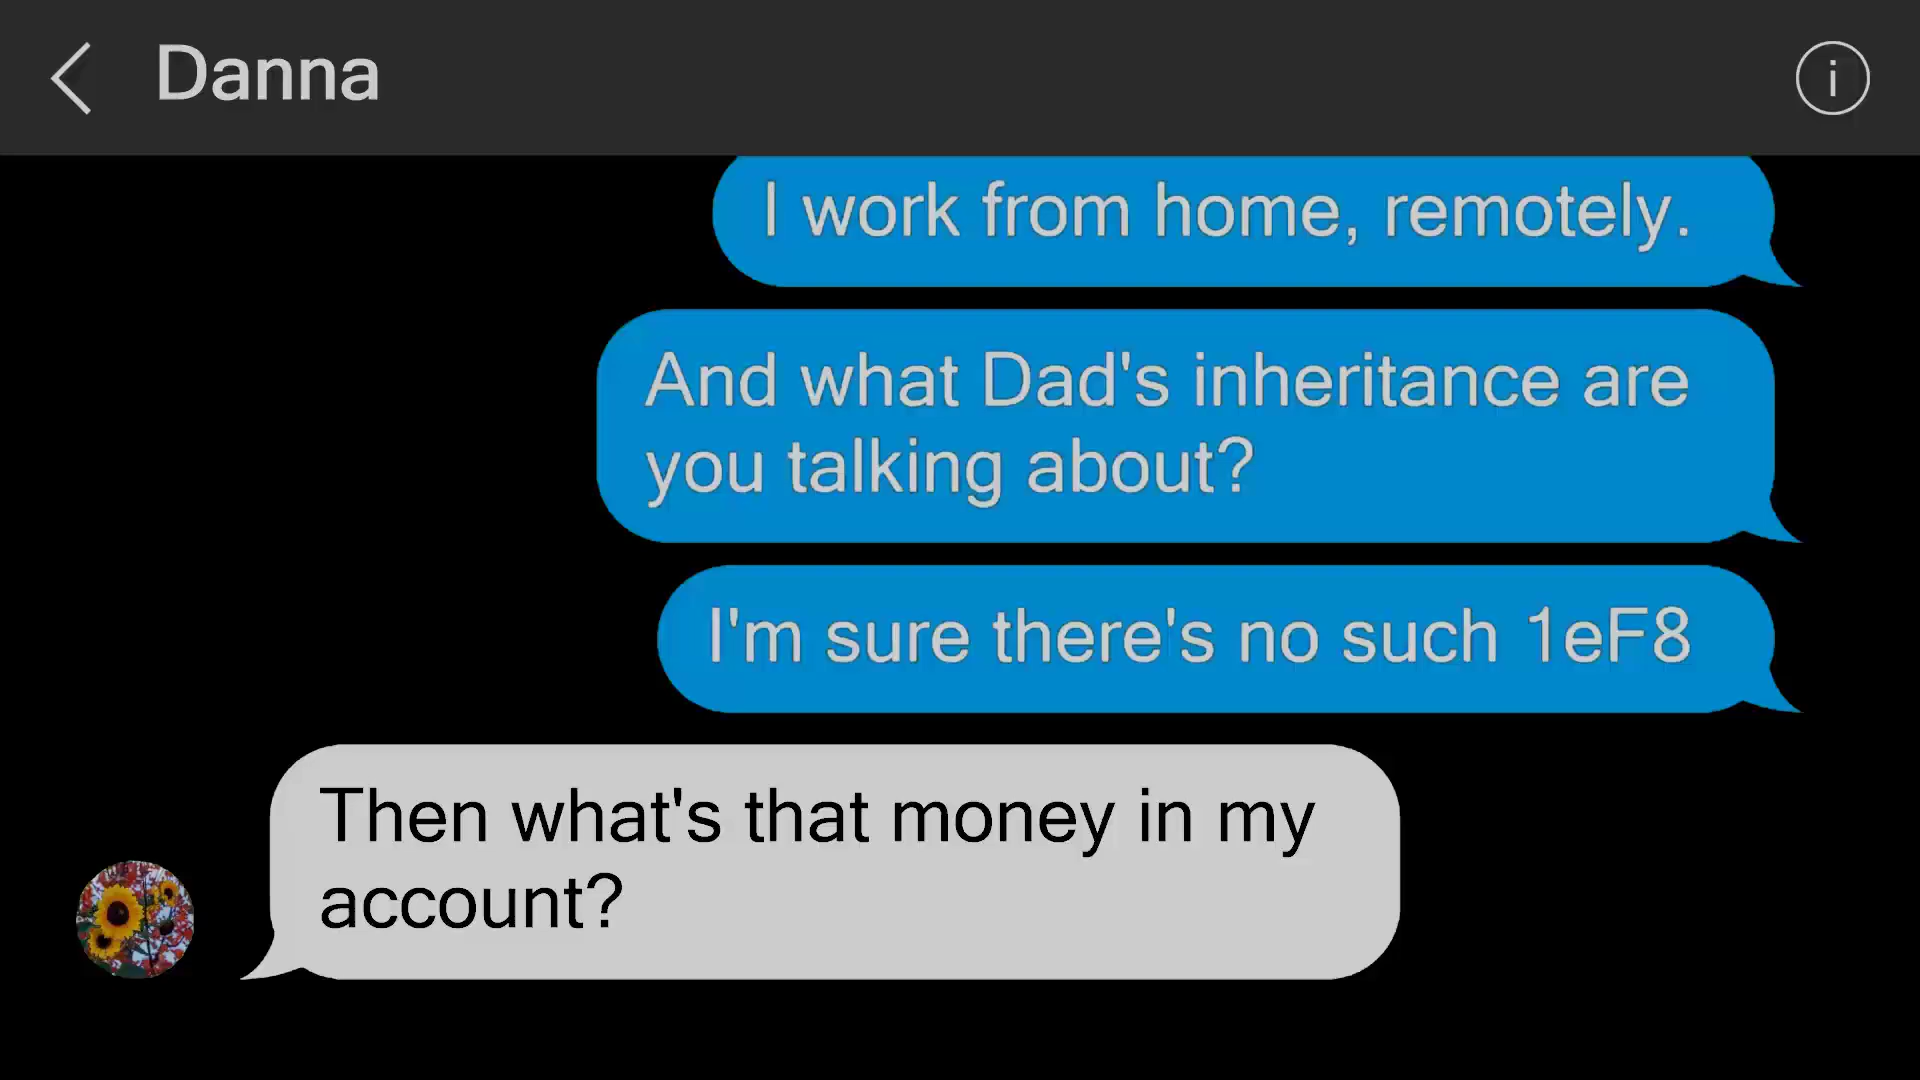 Danna
i
I work from home, remotely.
And what Dad's inheritance are
you talking about?
I'm sure there's no such 1eF8
Then what's that money in my
account?